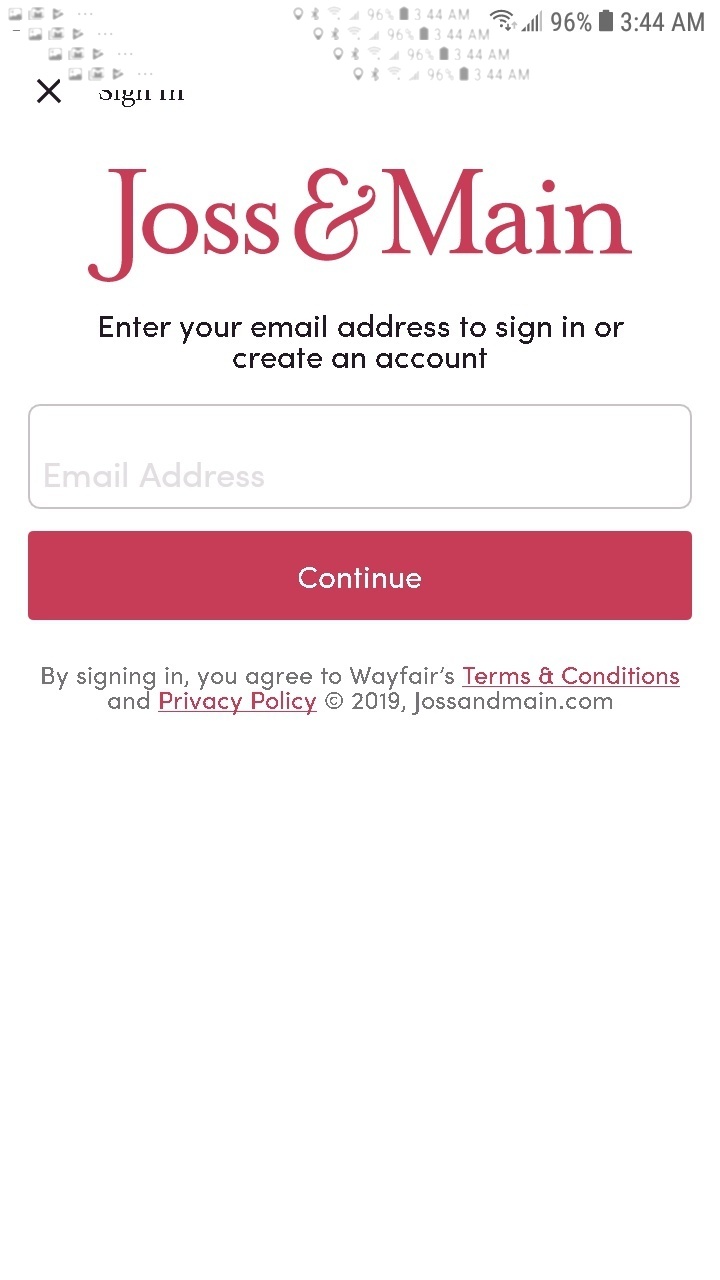 96% 3 44 AM
96% 3:44 AM
96% 3 44 AM
96% 3 44 AM
96% 3 44 AM
Sign In
Joss & Main
Enter your email address to sign in or
create an account
Email Address
Continue
By signing in, you agree to Wayfair's Terms & Conditions
and Privacy Policy © 2019, Jossandmain.com